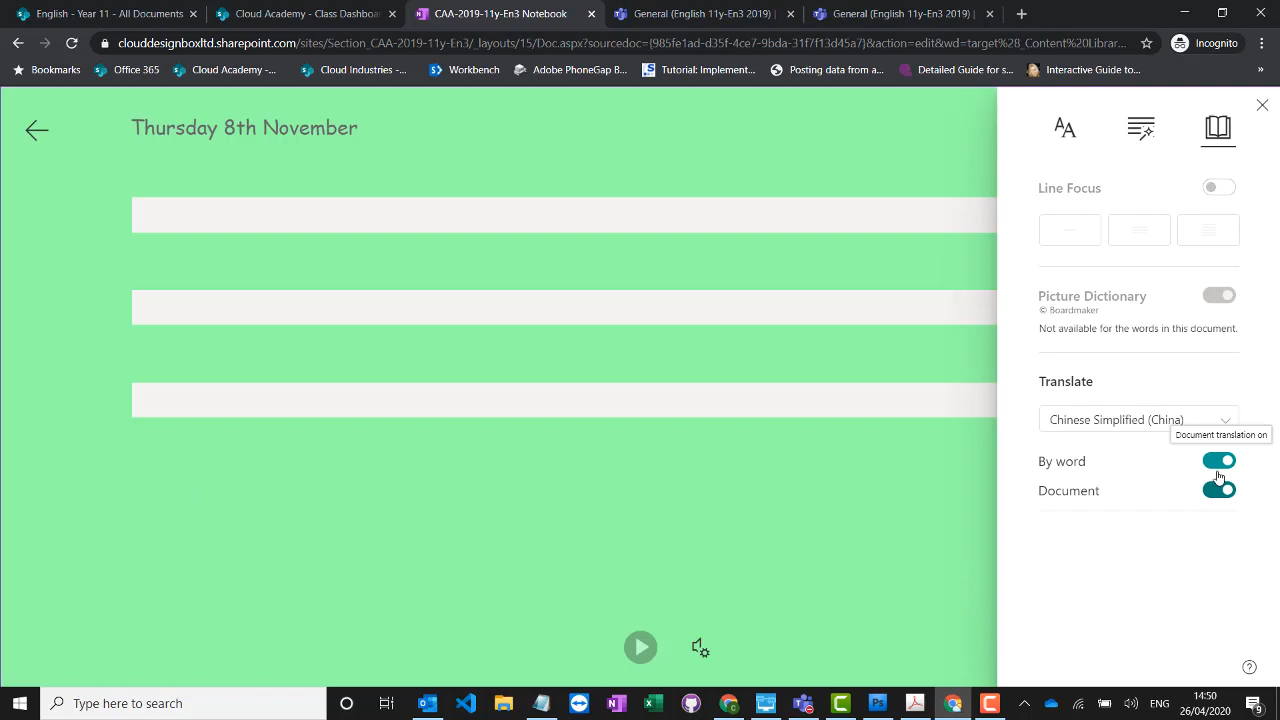 English - Year 11 - All Documents
Cloud Academy - Class Dashboa
CAA-2019-11y-En3 Notebook
General (English 11y-En3 2019) |
General (English 11y-En3 2019) |
clouddesignboxltd.sharepoint.com/sites/Section_CAA-2019-11y-En3/_layouts/15/Doc.aspx?sourcedoc={985fe1ad-d35f-4ce7-9bda-31f7f13d45a7}&action=edit&wd=target%28_Content%20Librar...
Incognito
Bookmarks
Office 365
Cloud Academy -...
Cloud Industries -...
Workbench
Adobe PhoneGap B...
Tutorial: Implement...
Posting data from a...
Detailed Guide for s...
Interactive Guide to...
Thursday 8th November
Line Focus
Picture Dictionary
© Boardmaker
Not available for the words in this document.
Translate
Chinese Simplified (China)
Document translation on
By word
Document
Type here to search
ENG
14:50
26/04/2020
9